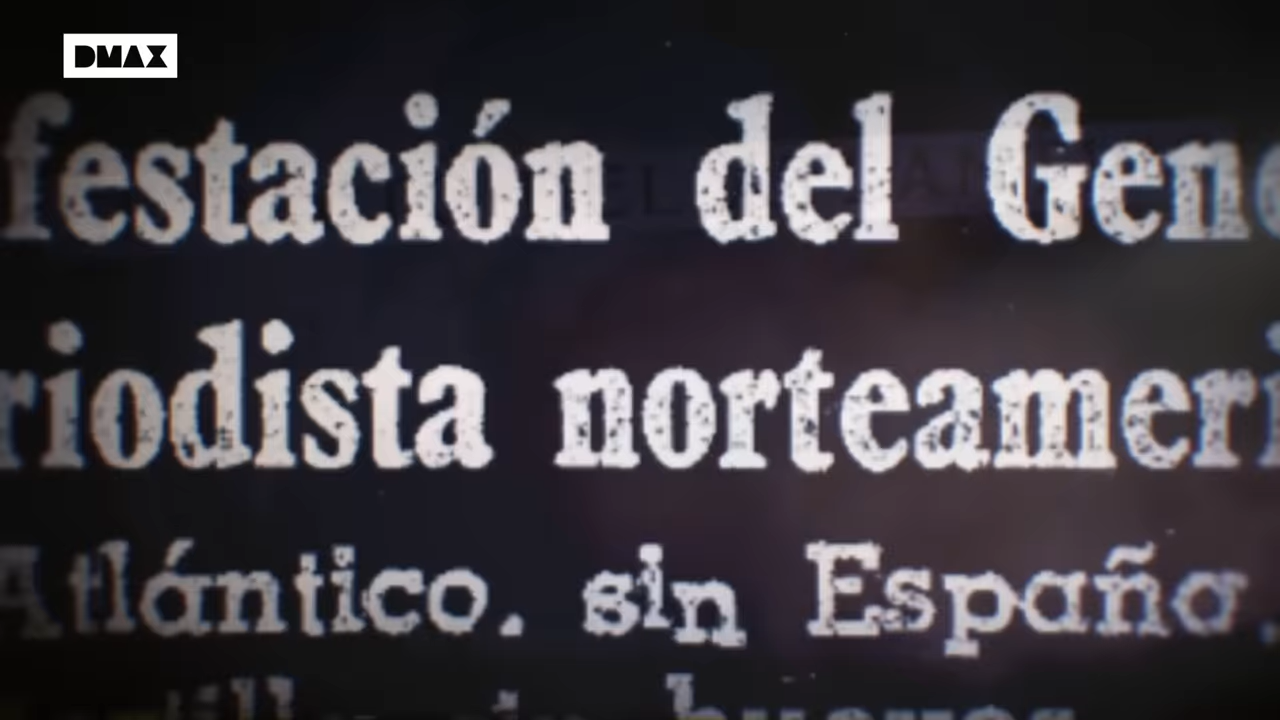 DMAX
festación del Gene
riodista norteameri
Atlántico, sin España,